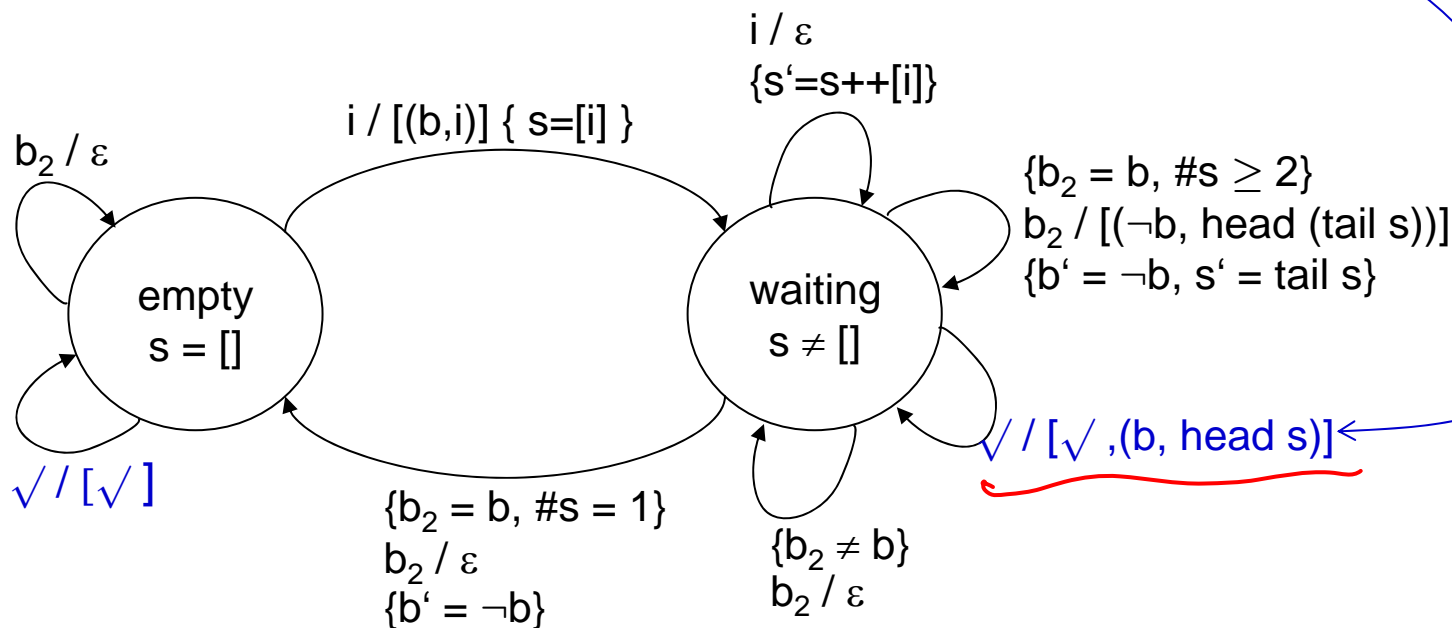 i / ε
{s‘=s++[i]}
i / [(b,i)] { s=[i] }
b₂ / ε
{b₂ = b, #s ≥ 2}
b₂ / [(¬b, head (tail s))]
{b‘ = ¬b, s‘ = tail s}
empty
s = []
waiting
s ≠ []
√ / [√ ,(b, head s)]
√ / [√ ]
{b₂ = b, #s = 1}
b₂ / ε
{b‘ = ¬b}
{b₂ ≠ b}
b₂ / ε